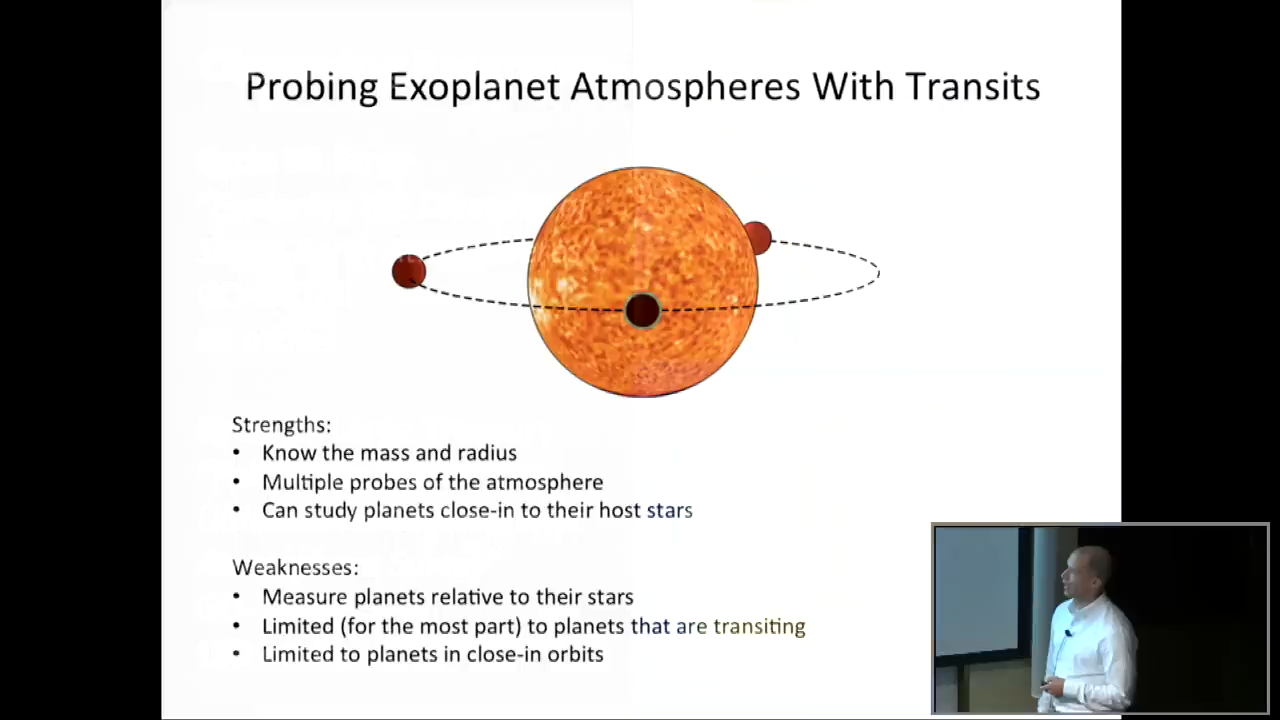 Probing Exoplanet Atmospheres With Transits
Strengths:
• Know the mass and radius
• Multiple probes of the atmosphere
• Can study planets close-in to their host stars
Weaknesses:
• Measure planets relative to their stars
• Limited (for the most part) to planets that are transiting
• Limited to planets in close-in orbits